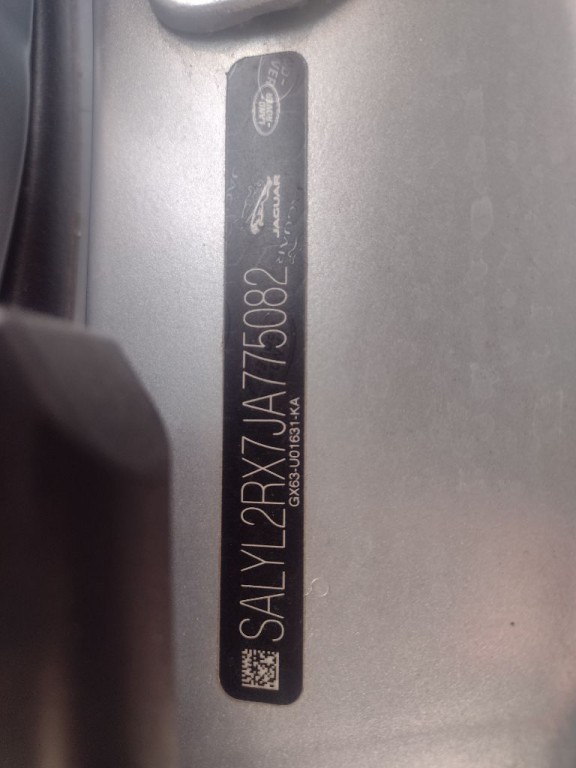 SALYL2RX7JA775082
GX63-U01631-KA
JAGUAR
LAND
ROVER